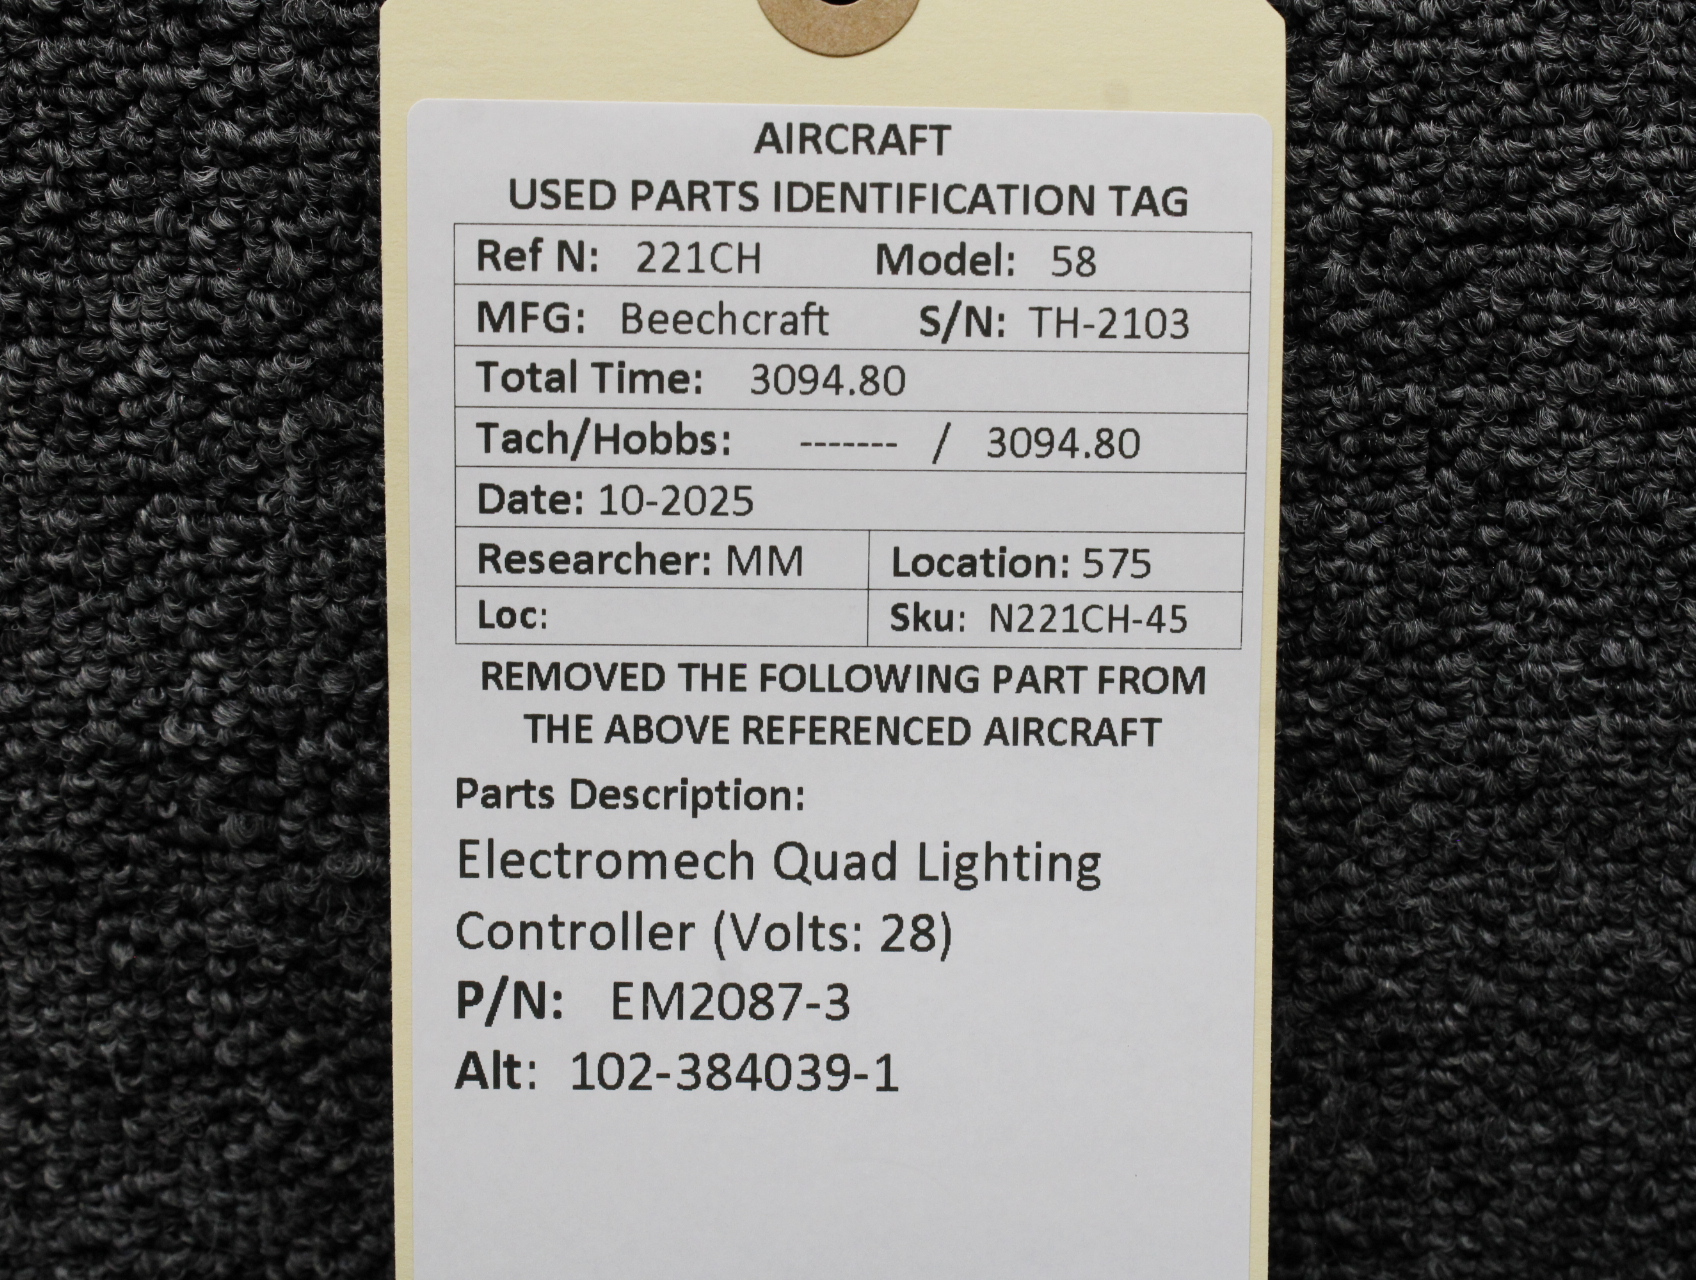 AIRCRAFT
USED PARTS IDENTIFICATION TAG
Ref N: 221CH Model: 58
MFG: Beechcraft S/N: TH-2103
Total Time: 3094.80
Tach/Hobbs: ------- / 3094.80
Date: 10-2025
Researcher: MM Location: 575
Loc: Sku: N221CH-45
REMOVED THE FOLLOWING PART FROM
THE ABOVE REFERENCED AIRCRAFT
Parts Description:
Electromech Quad Lighting
Controller (Volts: 28)
P/N: EM2087-3
Alt: 102-384039-1